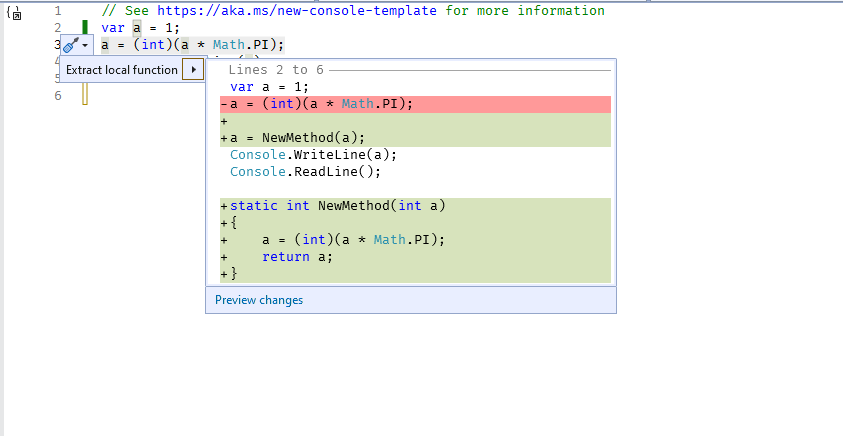 1 // See https://aka.ms/new-console-template for more information
2 var a = 1;
3 a = (int)(a * Math.PI);
4
Extract local function
5
6
Lines 2 to 6
var a = 1;
-a = (int)(a * Math.PI);
+
+a = NewMethod(a);
Console.WriteLine(a);
Console.ReadLine();
+static int NewMethod(int a)
+{
+    a = (int)(a * Math.PI);
+    return a;
+}
Preview changes